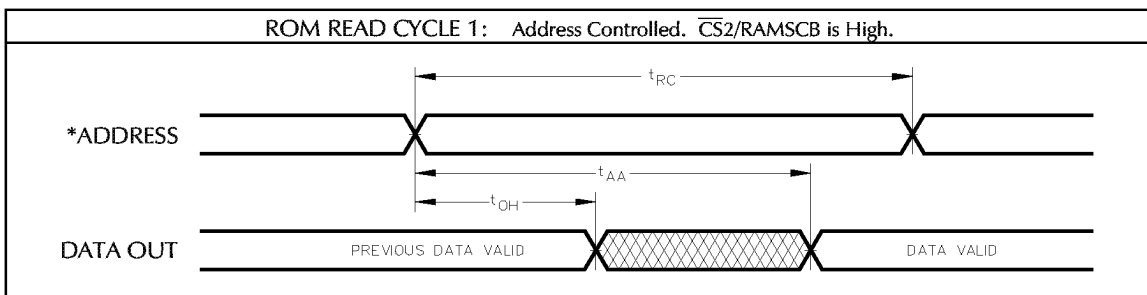 ROM READ CYCLE 1: Address Controlled. C̅S̅2/RAMSCB is High.
tRC
*ADDRESS
tAA
tOH
DATA OUT
PREVIOUS DATA VALID
DATA VALID